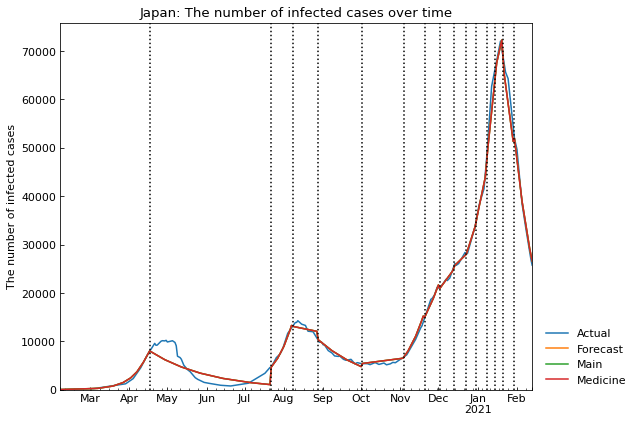 Japan: The number of infected cases over time
The number of infected cases
70000
60000
50000
40000
30000
20000
10000
0
Mar Apr May Jun Jul Aug Sep Oct Nov Dec Jan Feb
2021
Actual
Forecast
Main
Medicine